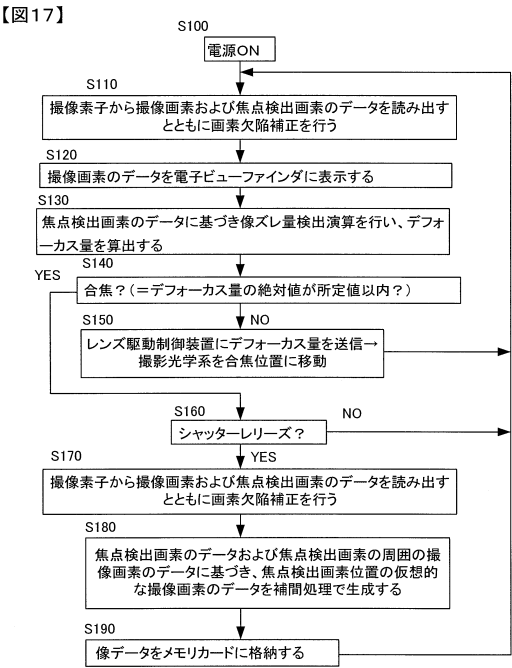 【図17】
S100
電源ON
S110
撮像素子から撮像画素および焦点検出画素のデータを読み出す
とともに画素欠陥補正を行う
S120
撮像画素のデータを電子ビューファインダに表示する
S130
焦点検出画素のデータに基づき像ズレ量検出演算を行い、デフォ
ーカス量を算出する
S140
YES
合焦？（＝デフォーカス量の絶対値が所定値以内？）
S150
NO
レンズ駆動制御装置にデフォーカス量を送信→
撮影光学系を合焦位置に移動
S160
NO
シャッターレリーズ？
S170
YES
撮像素子から撮像画素および焦点検出画素のデータを読み出す
とともに画素欠陥補正を行う
S180
焦点検出画素のデータおよび焦点検出画素の周囲の撮
像画素のデータに基づき、焦点検出画素位置の仮想的
な撮像画素のデータを補間処理で生成する
S190
像データをメモリカードに格納する